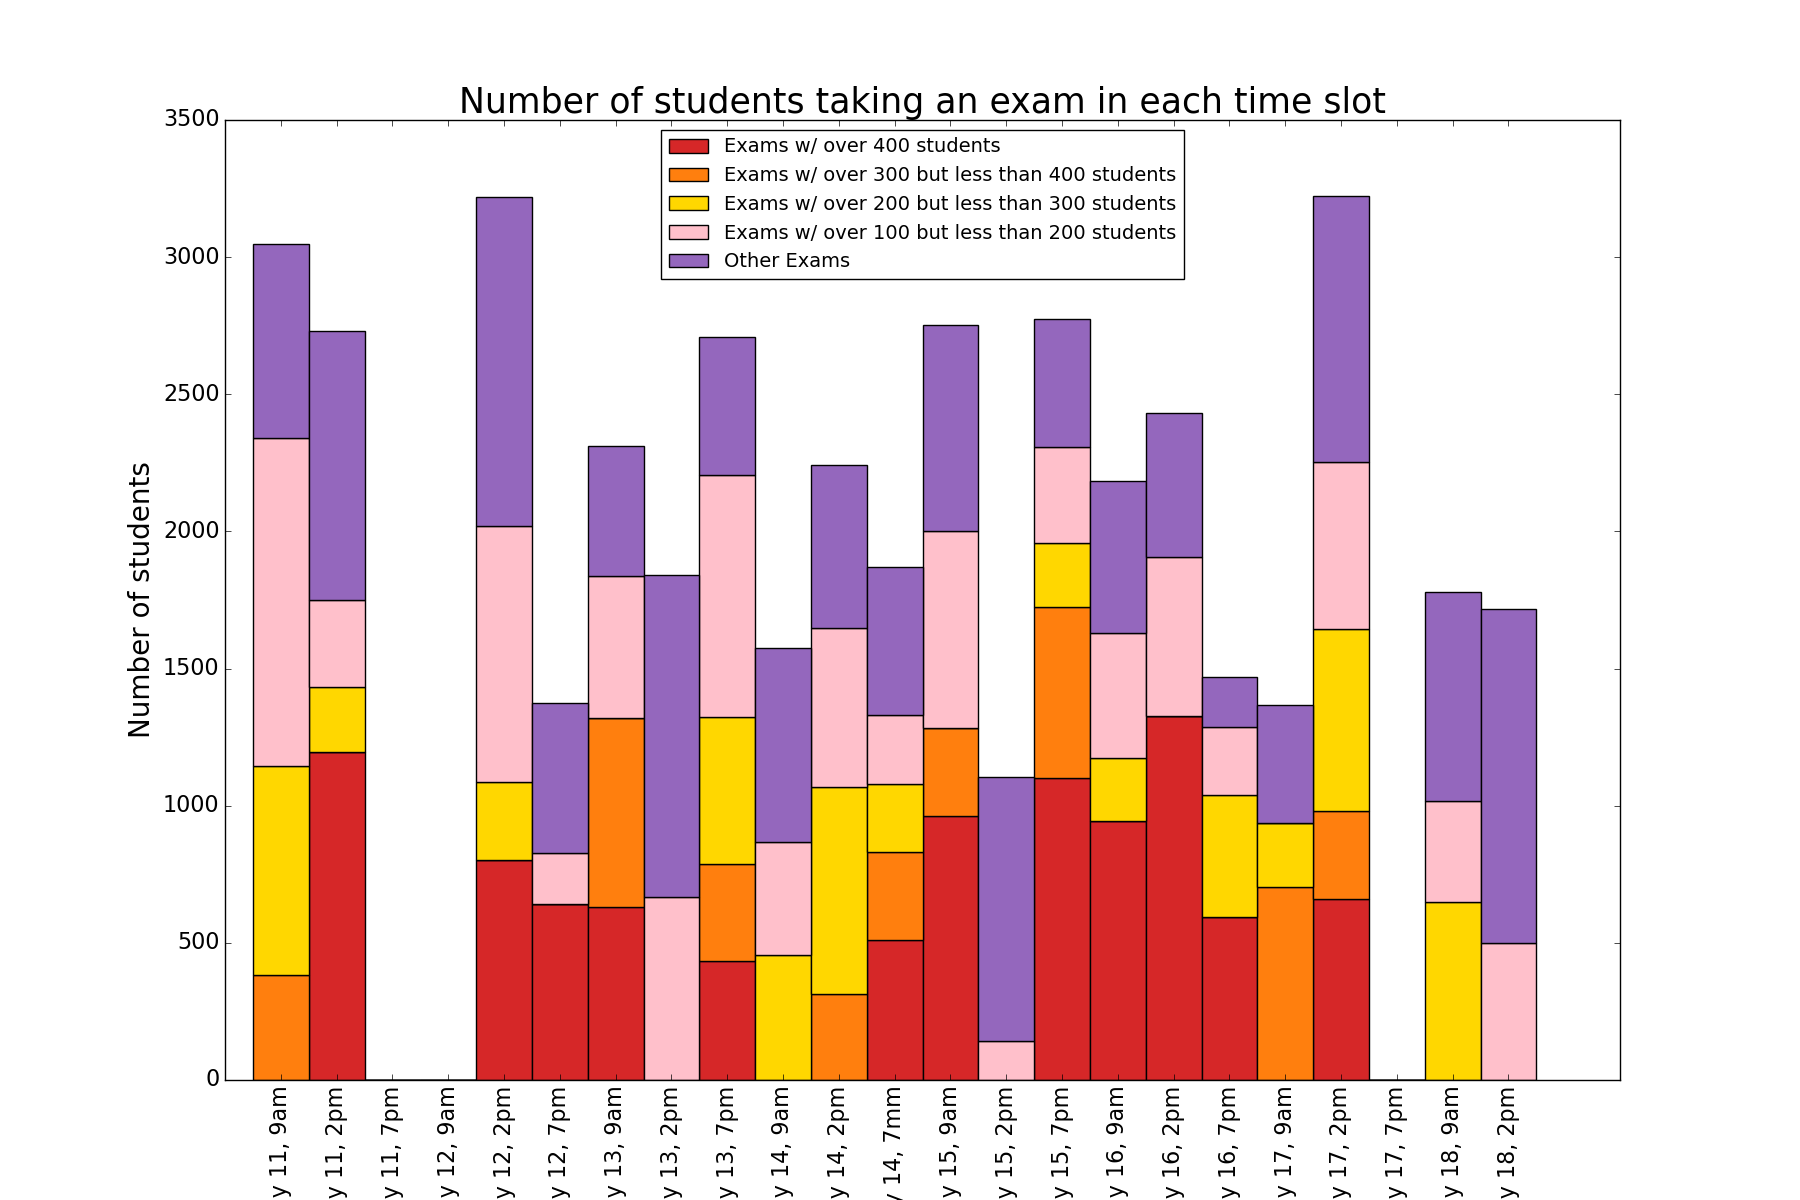 Number of students taking an exam in each time slot
Exams w/ over 400 students
Exams w/ over 300 but less than 400 students
Exams w/ over 200 but less than 300 students
Exams w/ over 100 but less than 200 students
Other Exams
Number of students
3500
3000
2500
2000
1500
1000
500
0
y 11, 9am
y 11, 2pm
y 11, 7pm
y 12, 9am
y 12, 2pm
y 12, 7pm
y 13, 9am
y 13, 2pm
y 13, 7pm
y 14, 9am
y 14, 2pm
y 14, 7mm
y 15, 9am
y 15, 2pm
y 15, 7pm
y 16, 9am
y 16, 2pm
y 16, 7pm
y 17, 9am
y 17, 2pm
y 17, 7pm
y 18, 9am
y 18, 2pm